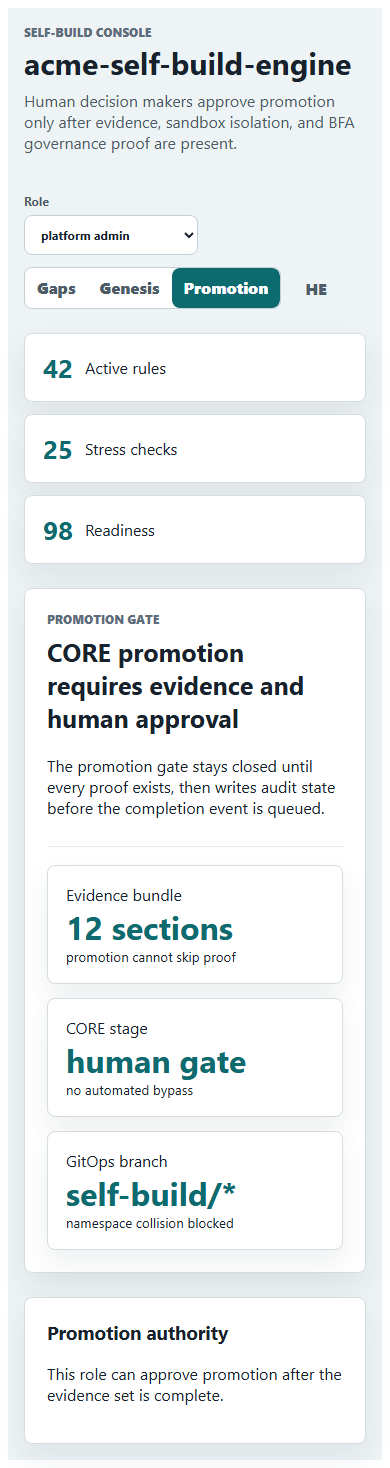 SELF-BUILD CONSOLE
acme-self-build-engine
Human decision makers approve promotion
only after evidence, sandbox isolation, and BFA
governance proof are present.
Role
platform admin
Gaps Genesis Promotion HE
42 Active rules
25 Stress checks
98 Readiness
PROMOTION GATE
CORE promotion
requires evidence and
human approval
The promotion gate stays closed until
every proof exists, then writes audit state
before the completion event is queued.
Evidence bundle
12 sections
promotion cannot skip proof
CORE stage
human gate
no automated bypass
GitOps branch
self-build/*
namespace collision blocked
Promotion authority
This role can approve promotion after the
evidence set is complete.